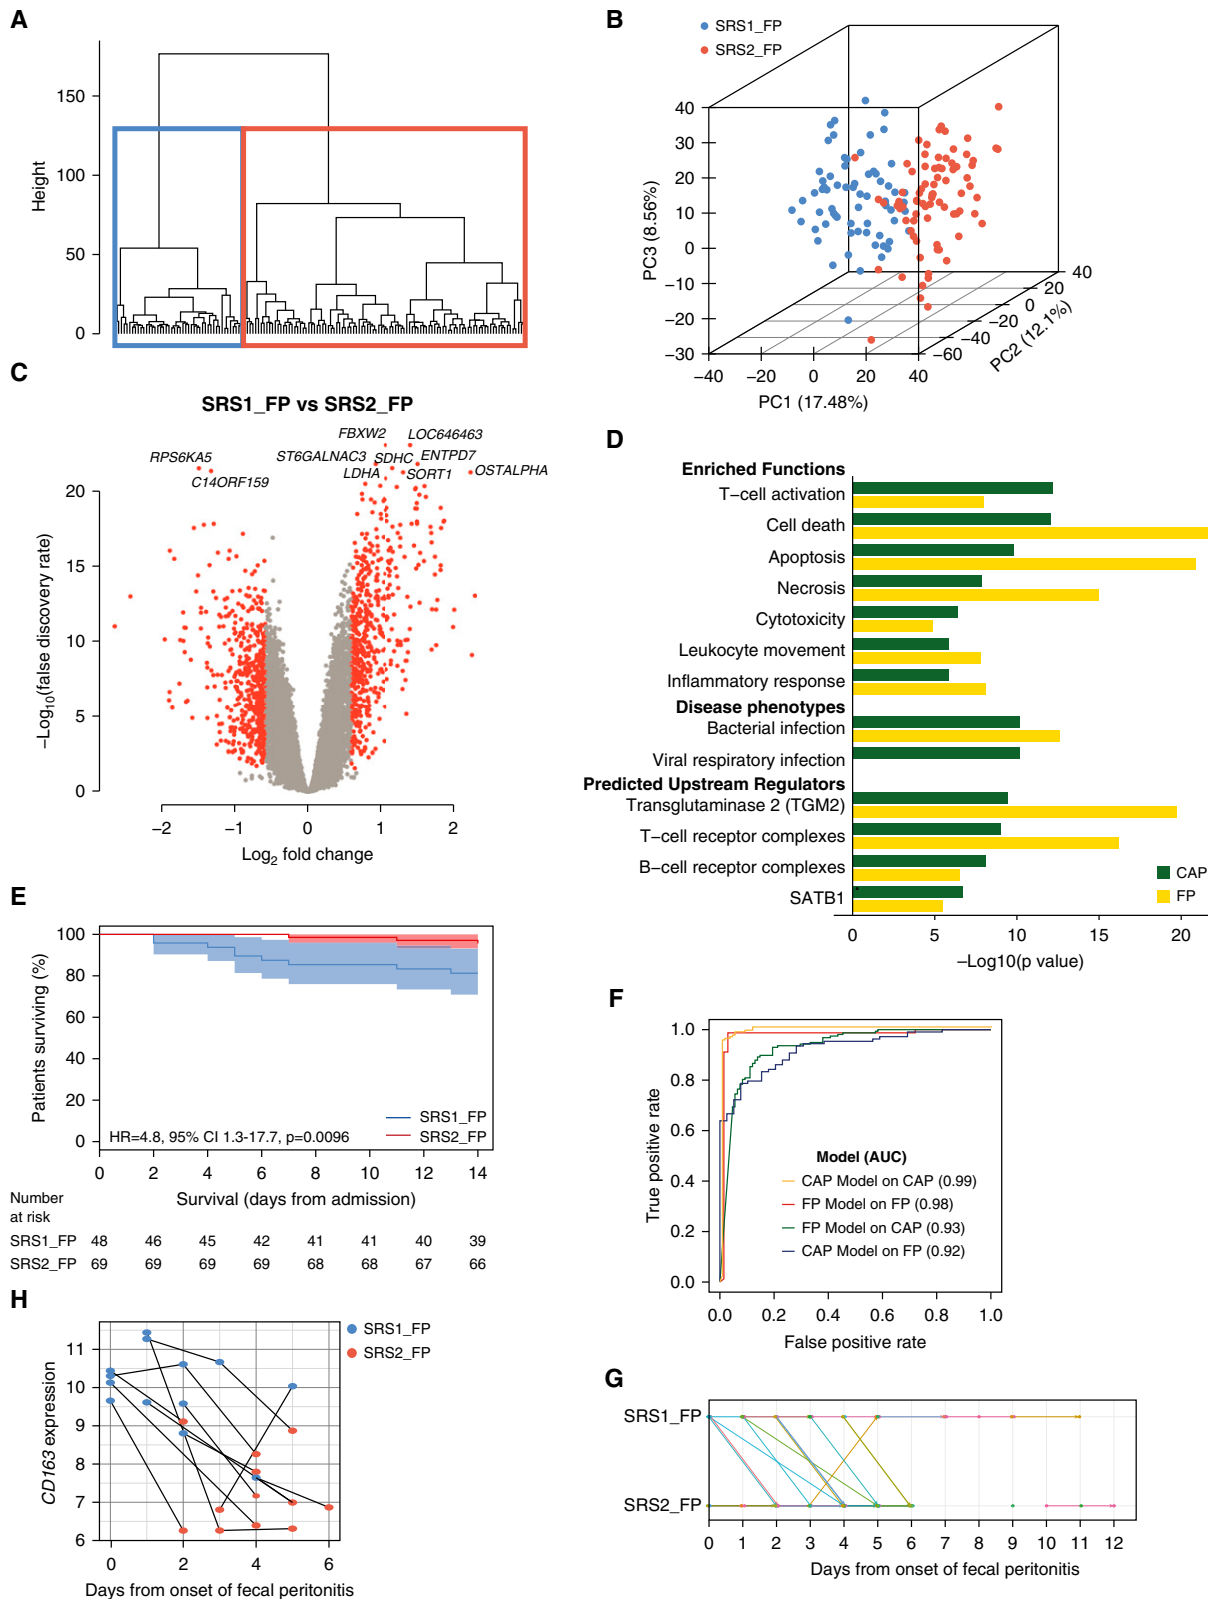 A
Height
150
100
50
0
B
SRS1_FP
SRS2_FP
PC3 (8.56%)
40
30
20
10
0
−10
−20
−30
−40
−20
0
20
40
PC1 (17.48%)
−60
−40
−20
0
20
40
PC2 (12.1%)
C
SRS1_FP vs SRS2_FP
FBXW2
LOC646463
RPS6KA5
ST6GALNAC3
SDHC
ENTPD7
C14ORF159
LDHA
SORT1
OSTALPHA
−Log10(false discovery rate)
20
15
10
5
0
−2
−1
0
1
2
Log2 fold change
D
Enriched Functions
T−cell activation
Cell death
Apoptosis
Necrosis
Cytotoxicity
Leukocyte movement
Inflammatory response
Disease phenotypes
Bacterial infection
Viral respiratory infection
Predicted Upstream Regulators
Transglutaminase 2 (TGM2)
T−cell receptor complexes
B−cell receptor complexes
SATB1
CAP
FP
0
5
10
15
20
−Log10(p value)
E
Patients surviving (%)
100
80
60
40
20
0
SRS1_FP
SRS2_FP
HR=4.8, 95% CI 1.3-17.7, p=0.0096
0 2 4 6 8 10 12 14
Survival (days from admission)
Number
at risk
SRS1_FP 48 46 45 42 41 41 40 39
SRS2_FP 69 69 69 69 68 68 67 66
F
True positive rate
1.0
0.8
0.6
0.4
0.2
0.0
Model (AUC)
CAP Model on CAP (0.99)
FP Model on FP (0.98)
FP Model on CAP (0.93)
CAP Model on FP (0.92)
0.0 0.2 0.4 0.6 0.8 1.0
False positive rate
H
SRS1_FP
SRS2_FP
CD163 expression
11
10
9
8
7
6
0 2 4 6
Days from onset of fecal peritonitis
G
SRS1_FP
SRS2_FP
0 1 2 3 4 5 6 7 8 9 10 11 12
Days from onset of fecal peritonitis